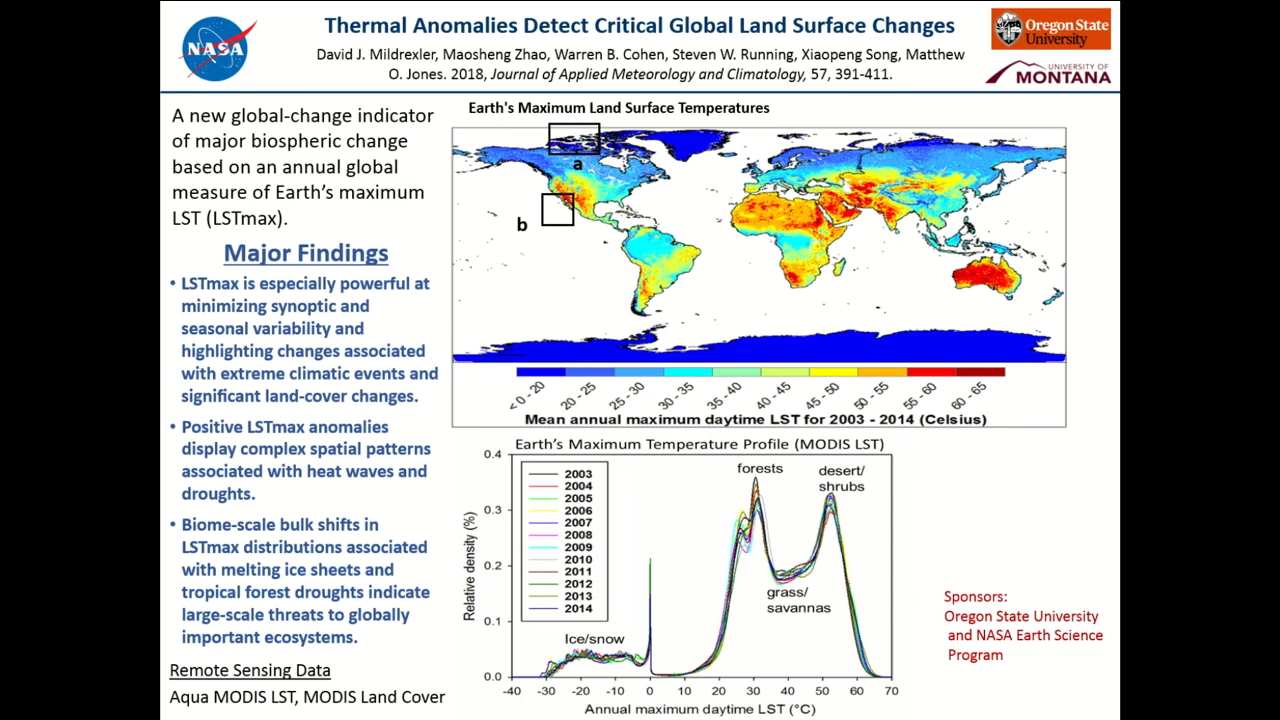 NASA
Thermal Anomalies Detect Critical Global Land Surface Changes
David J. Mildrexler, Maosheng Zhao, Warren B. Cohen, Steven W. Running, Xiaopeng Song, Matthew
O. Jones. 2018, Journal of Applied Meteorology and Climatology, 57, 391-411.
Oregon State
University
UNIVERSITY OF
MONTANA
A new global-change indicator
of major biospheric change
based on an annual global
measure of Earth's maximum
LST (LSTmax).
Major Findings
• LSTmax is especially powerful at
minimizing synoptic and
seasonal variability and
highlighting changes associated
with extreme climatic events and
significant land-cover changes.
• Positive LSTmax anomalies
display complex spatial patterns
associated with heat waves and
droughts.
• Biome-scale bulk shifts in
LSTmax distributions associated
with melting ice sheets and
tropical forest droughts indicate
large-scale threats to globally
important ecosystems.
Remote Sensing Data
Aqua MODIS LST, MODIS Land Cover
Earth's Maximum Land Surface Temperatures
a
b
< 0 - 20
20 - 25
25 - 30
30 - 35
35 - 40
40 - 45
45 - 50
50 - 55
55 - 60
60 - 65
Mean annual maximum daytime LST for 2003 - 2014 (Celsius)
Earth's Maximum Temperature Profile (MODIS LST)
Relative density (%)
0.4
0.3
0.2
0.1
0.0
2003
2004
2005
2006
2007
2008
2009
2010
2011
2012
2013
2014
forests
desert/
shrubs
grass/
savannas
Ice/snow
-40 -30 -20 -10 0 10 20 30 40 50 60 70
Annual maximum daytime LST (°C)
Sponsors:
Oregon State University
and NASA Earth Science
Program